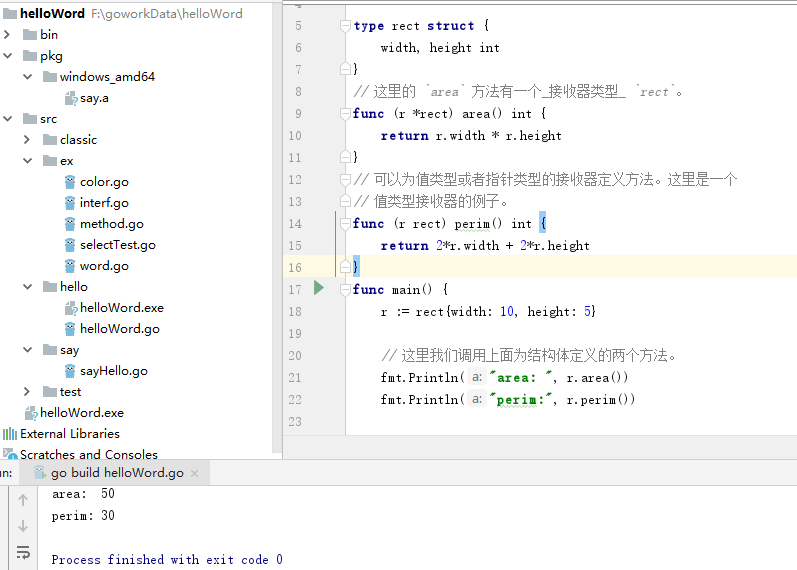 helloWord F:\goworkData\helloWord
bin
pkg
windows_amd64
say.a
src
classic
ex
color.go
interf.go
method.go
selectTest.go
word.go
hello
helloWord.exe
helloWord.go
say
sayHello.go
test
helloWord.exe
External Libraries
Scratches and Consoles
5 type rect struct {
6 width, height int
7 }
8 // 这里的 `area` 方法有一个_接收器类型_ `rect`。
9 func (r *rect) area() int {
10 return r.width * r.height
11 }
12 // 可以为值类型或者指针类型的接收器定义方法。这里是一个
13 // 值类型接收器的例子。
14 func (r rect) perim() int {
15 return 2*r.width + 2*r.height
16 }
17 func main() {
18 r := rect{width: 10, height: 5}
19
20 // 这里我们调用上面为结构体定义的两个方法。
21 fmt.Println( a: "area: ", r.area())
22 fmt.Println( a: "perim:", r.perim())
23
un: go build helloWord.go ×
area:  50
perim: 30
Process finished with exit code 0